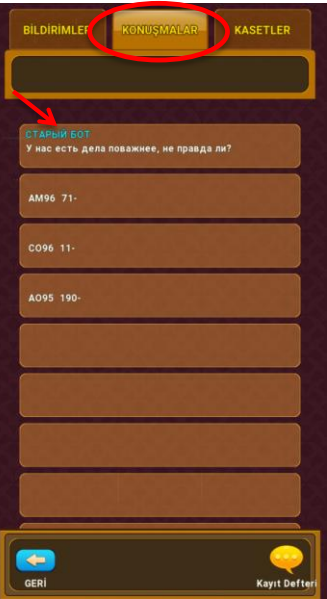 BİLDİRİMLER
KONUŞMALAR
KASETLER
СТАРЫЙ БОТ
У нас есть дела поважнее, не правда ли?
AM96 71-
CO96 11-
AO95 190-
GERİ
Kayıt Defteri